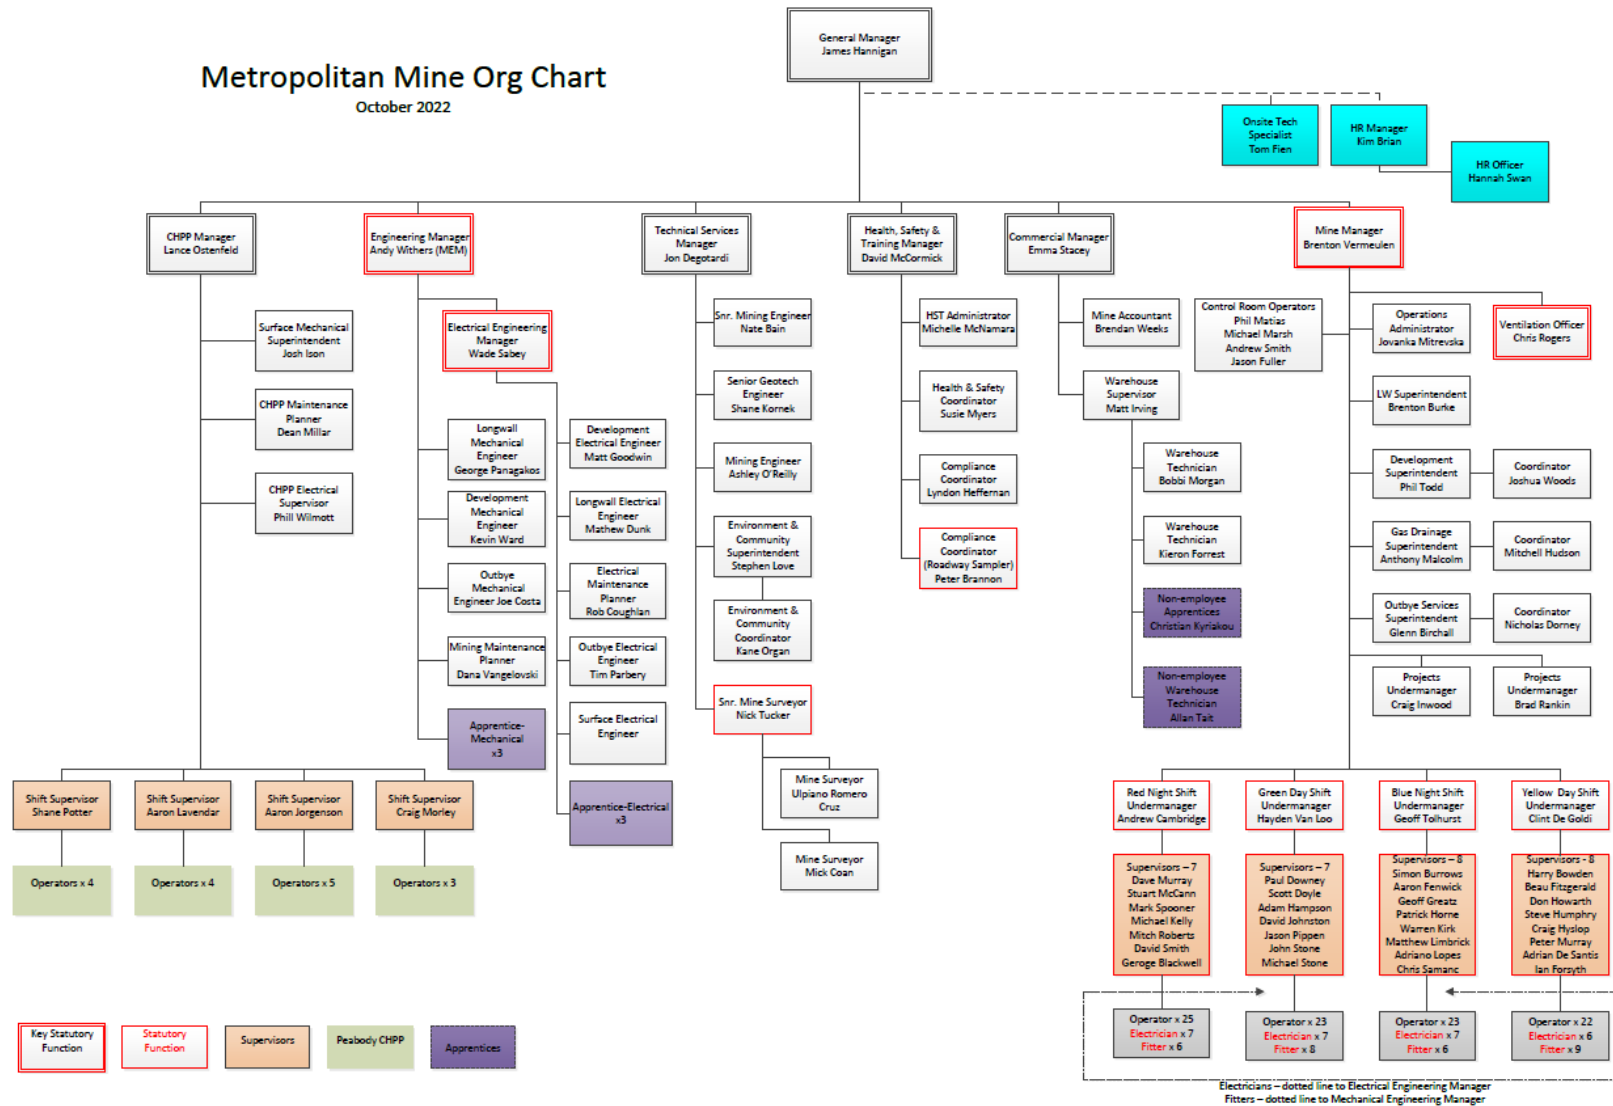 Metropolitan Mine Org Chart
October 2022
General Manager
James Hannigan
Onsite Tech
Specialist
Tom Fien
HR Manager
Kim Brian
HR Officer
Hannah Swan
CHPP Manager
Lance Ostenfeld
Engineering Manager
Andy Withers (MEM)
Technical Services
Manager
Jon Degotardi
Health, Safety &
Training Manager
David McCormick
Commercial Manager
Emma Stacey
Mine Manager
Brenton Vermeulen
Surface Mechanical
Superintendent
Josh Ison
CHPP Maintenance
Planner
Dean Millar
CHPP Electrical
Supervisor
Phill Wilmott
Shift Supervisor
Shane Potter
Shift Supervisor
Aaron Lavendar
Shift Supervisor
Aaron Jorgenson
Shift Supervisor
Craig Morley
Operators x 4
Operators x 4
Operators x 5
Operators x 3
Electrical Engineering
Manager
Wade Sabey
Longwall
Mechanical
Engineer
George Panagakos
Development
Mechanical
Engineer
Kevin Ward
Outbye
Mechanical
Engineer Joe Costa
Mining Maintenance
Planner
Dana Vangelovski
Apprentice-
Mechanical
x3
Development
Electrical Engineer
Matt Goodwin
Longwall Electrical
Engineer
Mathew Dunk
Electrical
Maintenance
Planner
Rob Coughlan
Outbye Electrical
Engineer
Tim Parbery
Surface Electrical
Engineer
Apprentice-Electrical
x3
Snr. Mining Engineer
Nate Bain
Senior Geotech
Engineer
Shane Kornek
Mining Engineer
Ashley O'Reilly
Environment &
Community
Superintendent
Stephen Love
Environment &
Community
Coordinator
Kane Organ
Snr. Mine Surveyor
Nick Tucker
Mine Surveyor
Ulpiano Romero
Cruz
Mine Surveyor
Mick Coan
HST Administrator
Michelle McNamara
Health & Safety
Coordinator
Susie Myers
Compliance
Coordinator
Lyndon Heffernan
Compliance
Coordinator
(Roadway Sampler)
Peter Brannon
Mine Accountant
Brendan Weeks
Warehouse
Supervisor
Matt Irving
Warehouse
Technician
Bobbi Morgan
Warehouse
Technician
Kieron Forrest
Non-employee
Apprentices
Christian Kyriakou
Non-employee
Warehouse
Technician
Allan Tait
Control Room Operators
Phil Matias
Michael Marsh
Andrew Smith
Jason Fuller
Operations
Administrator
Jovanka Mitrevska
Ventilation Officer
Chris Rogers
LW Superintendent
Brenton Burke
Development
Superintendent
Phil Todd
Coordinator
Joshua Woods
Gas Drainage
Superintendent
Anthony Malcolm
Coordinator
Mitchell Hudson
Outbye Services
Superintendent
Glenn Birchall
Coordinator
Nicholas Dorney
Projects
Undermanager
Craig Inwood
Projects
Undermanager
Brad Rankin
Red Night Shift
Undermanager
Andrew Cambridge
Green Day Shift
Undermanager
Hayden Van Loo
Blue Night Shift
Undermanager
Geoff Tolhurst
Yellow Day Shift
Undermanager
Clint De Goldi
Supervisors – 7
Dave Murray
Stuart McCann
Mark Spooner
Michael Kelly
Mitch Roberts
David Smith
Geroge Blackwell
Supervisors – 7
Paul Downey
Scott Doyle
Adam Hampson
David Johnston
Jason Pippen
John Stone
Michael Stone
Supervisors – 8
Simon Burrows
Aaron Fenwick
Geoff Greatz
Patrick Horne
Warren Kirk
Matthew Limbrick
Adriano Lopes
Chris Samanc
Supervisors - 8
Harry Bowden
Beau Fitzgerald
Don Howarth
Steve Humphry
Craig Hyslop
Peter Murray
Adrian De Santis
Ian Forsyth
Operator x 25
Electrician x 7
Fitter x 6
Operator x 23
Electrician x 7
Fitter x 8
Operator x 23
Electrician x 7
Fitter x 6
Operator x 22
Electrician x 6
Fitter x 9
Electricians – dotted line to Electrical Engineering Manager
Fitters – dotted line to Mechanical Engineering Manager
Key Statutory
Function
Statutory
Function
Supervisors
Peabody CHPP
Apprentices